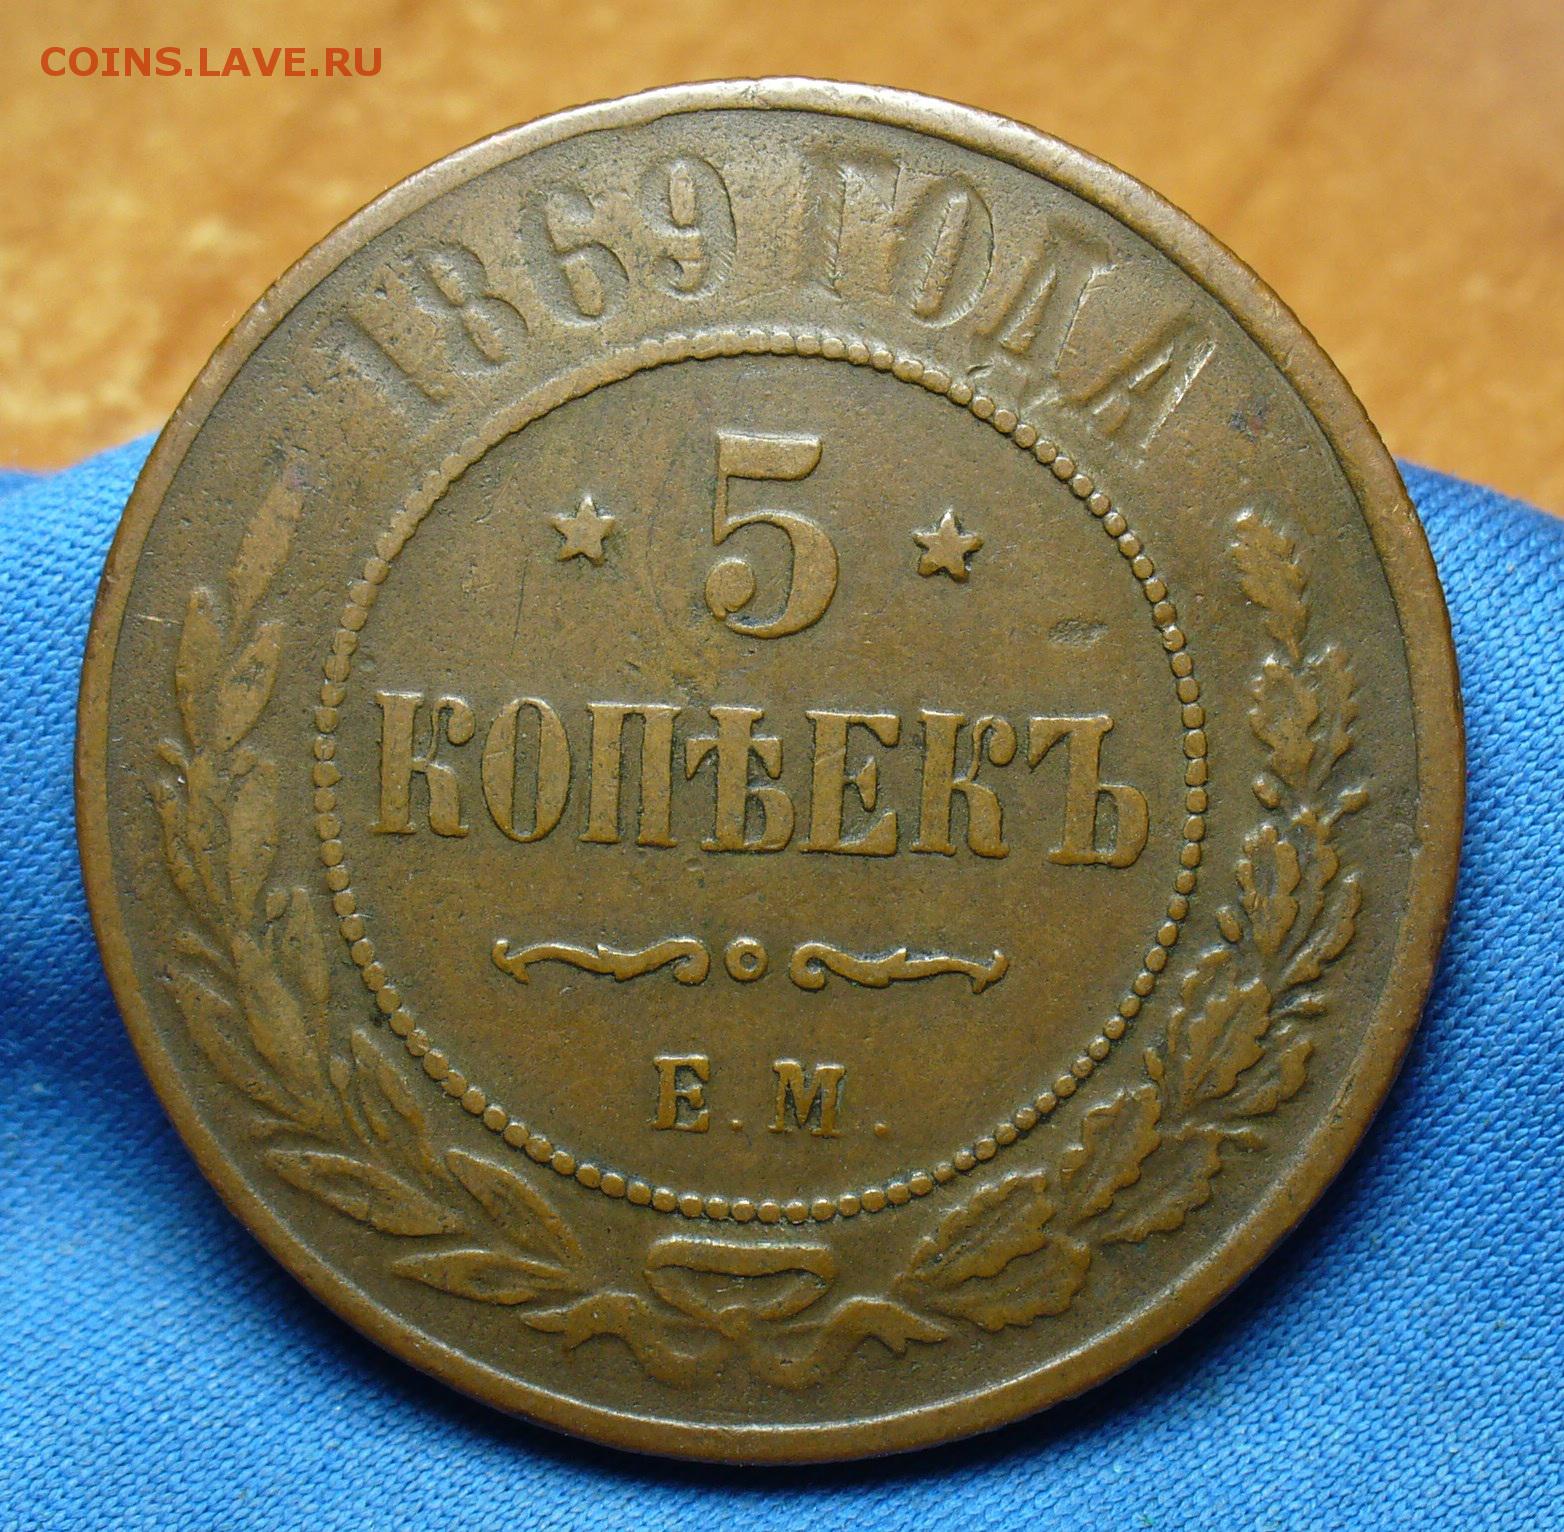 COINS.LAVE.RU
1869 ГОДА
5
КОПѢЕКЪ
Е.М.